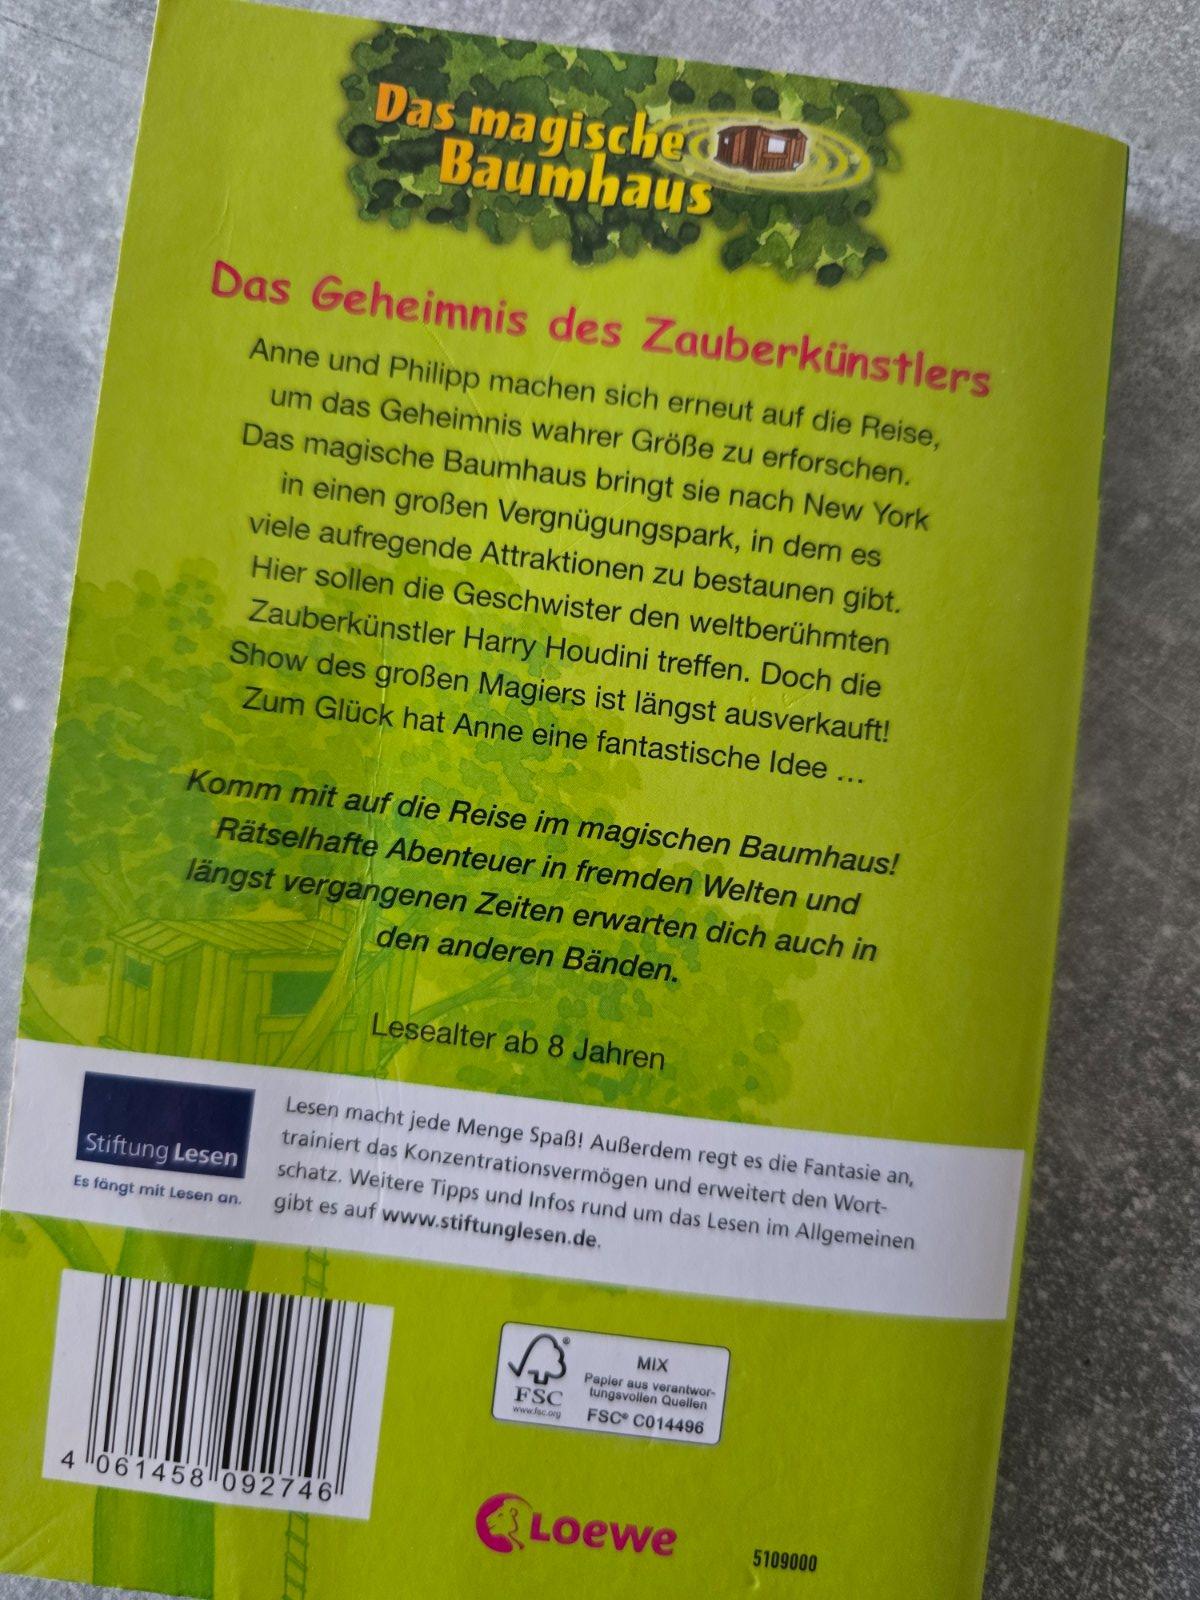 Das magische
Baumhaus
Das Geheimnis des Zauberkünstlers
Anne und Philipp machen sich erneut auf die Reise,
um das Geheimnis wahrer Größe zu erforschen.
Das magische Baumhaus bringt sie nach New York
in einen großen Vergnügungspark, in dem es
viele aufregende Attraktionen zu bestaunen gibt.
Hier sollen die Geschwister den weltberühmten
Zauberkünstler Harry Houdini treffen. Doch die
Show des großen Magiers ist längst ausverkauft!
Zum Glück hat Anne eine fantastische Idee ...
Komm mit auf die Reise im magischen Baumhaus!
Rätselhafte Abenteuer in fremden Welten und
längst vergangenen Zeiten erwarten dich auch in
den anderen Bänden.
Lesealter ab 8 Jahren
Stiftung Lesen
Es fängt mit Lesen an.
Lesen macht jede Menge Spaß! Außerdem regt es die Fantasie an,
trainiert das Konzentrationsvermögen und erweitert den Wort-
schatz. Weitere Tipps und Infos rund um das Lesen im Allgemeinen
gibt es auf www.stiftunglesen.de.
4 061458 092746
FSC®
www.fsc.org
MIX
Papier aus verantwor-
tungsvollen Quellen
FSC® C014496
Loewe
5109000